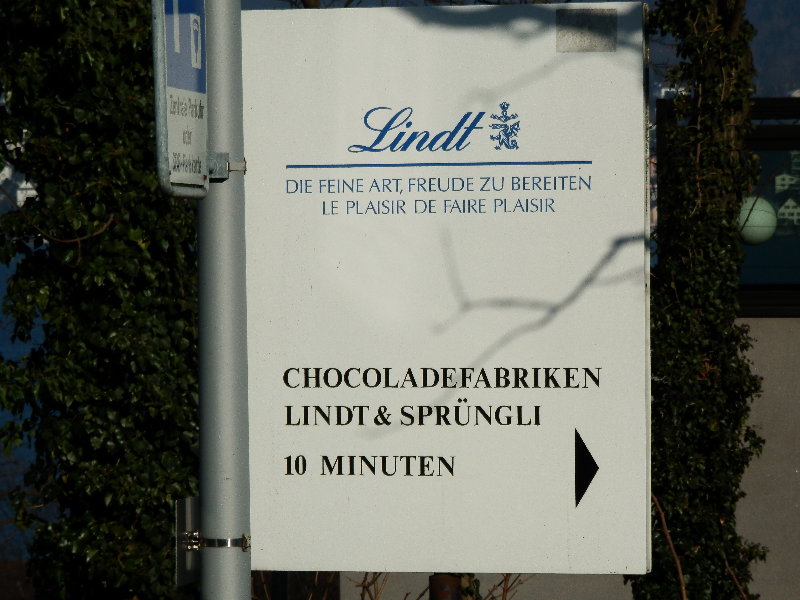 Lindt
DIE FEINE ART, FREUDE ZU BEREITEN
LE PLAISIR DE FAIRE PLAISIR
CHOCOLADEFABRIKEN
LINDT & SPRÜNGLI
10 MINUTEN